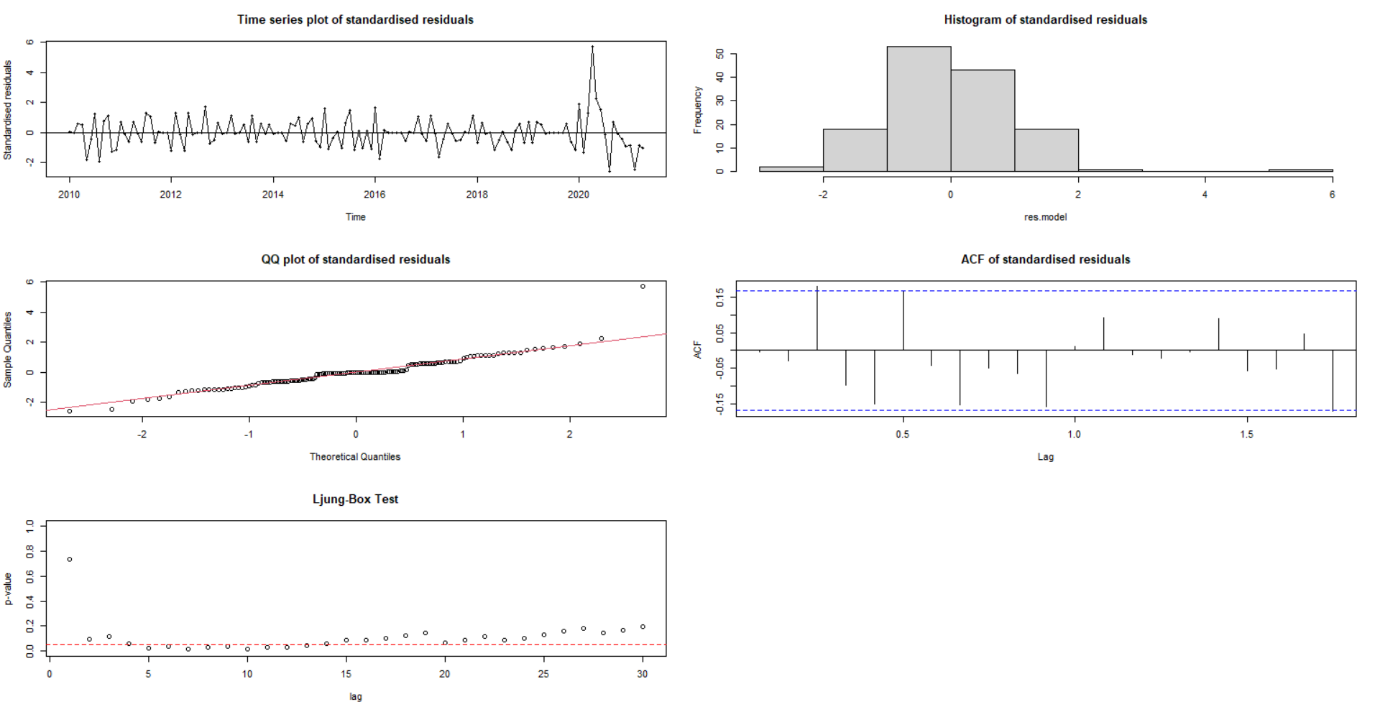 Time series plot of standardised residuals
Standardised residuals
6
4
2
0
-2
2010 2012 2014 2016 2018 2020
Time
Histogram of standardised residuals
Frequency
50
40
30
20
10
0
-2 0 2 4 6
res.model
QQ plot of standardised residuals
Sample Quantiles
6
4
2
0
-2
-2 -1 0 1 2
Theoretical Quantiles
ACF of standardised residuals
ACF
0.15
0.05
-0.05
-0.15
0.5 1.0 1.5
Lag
Ljung-Box Test
p-value
1.0
0.8
0.6
0.4
0.2
0.0
0 5 10 15 20 25 30
lag